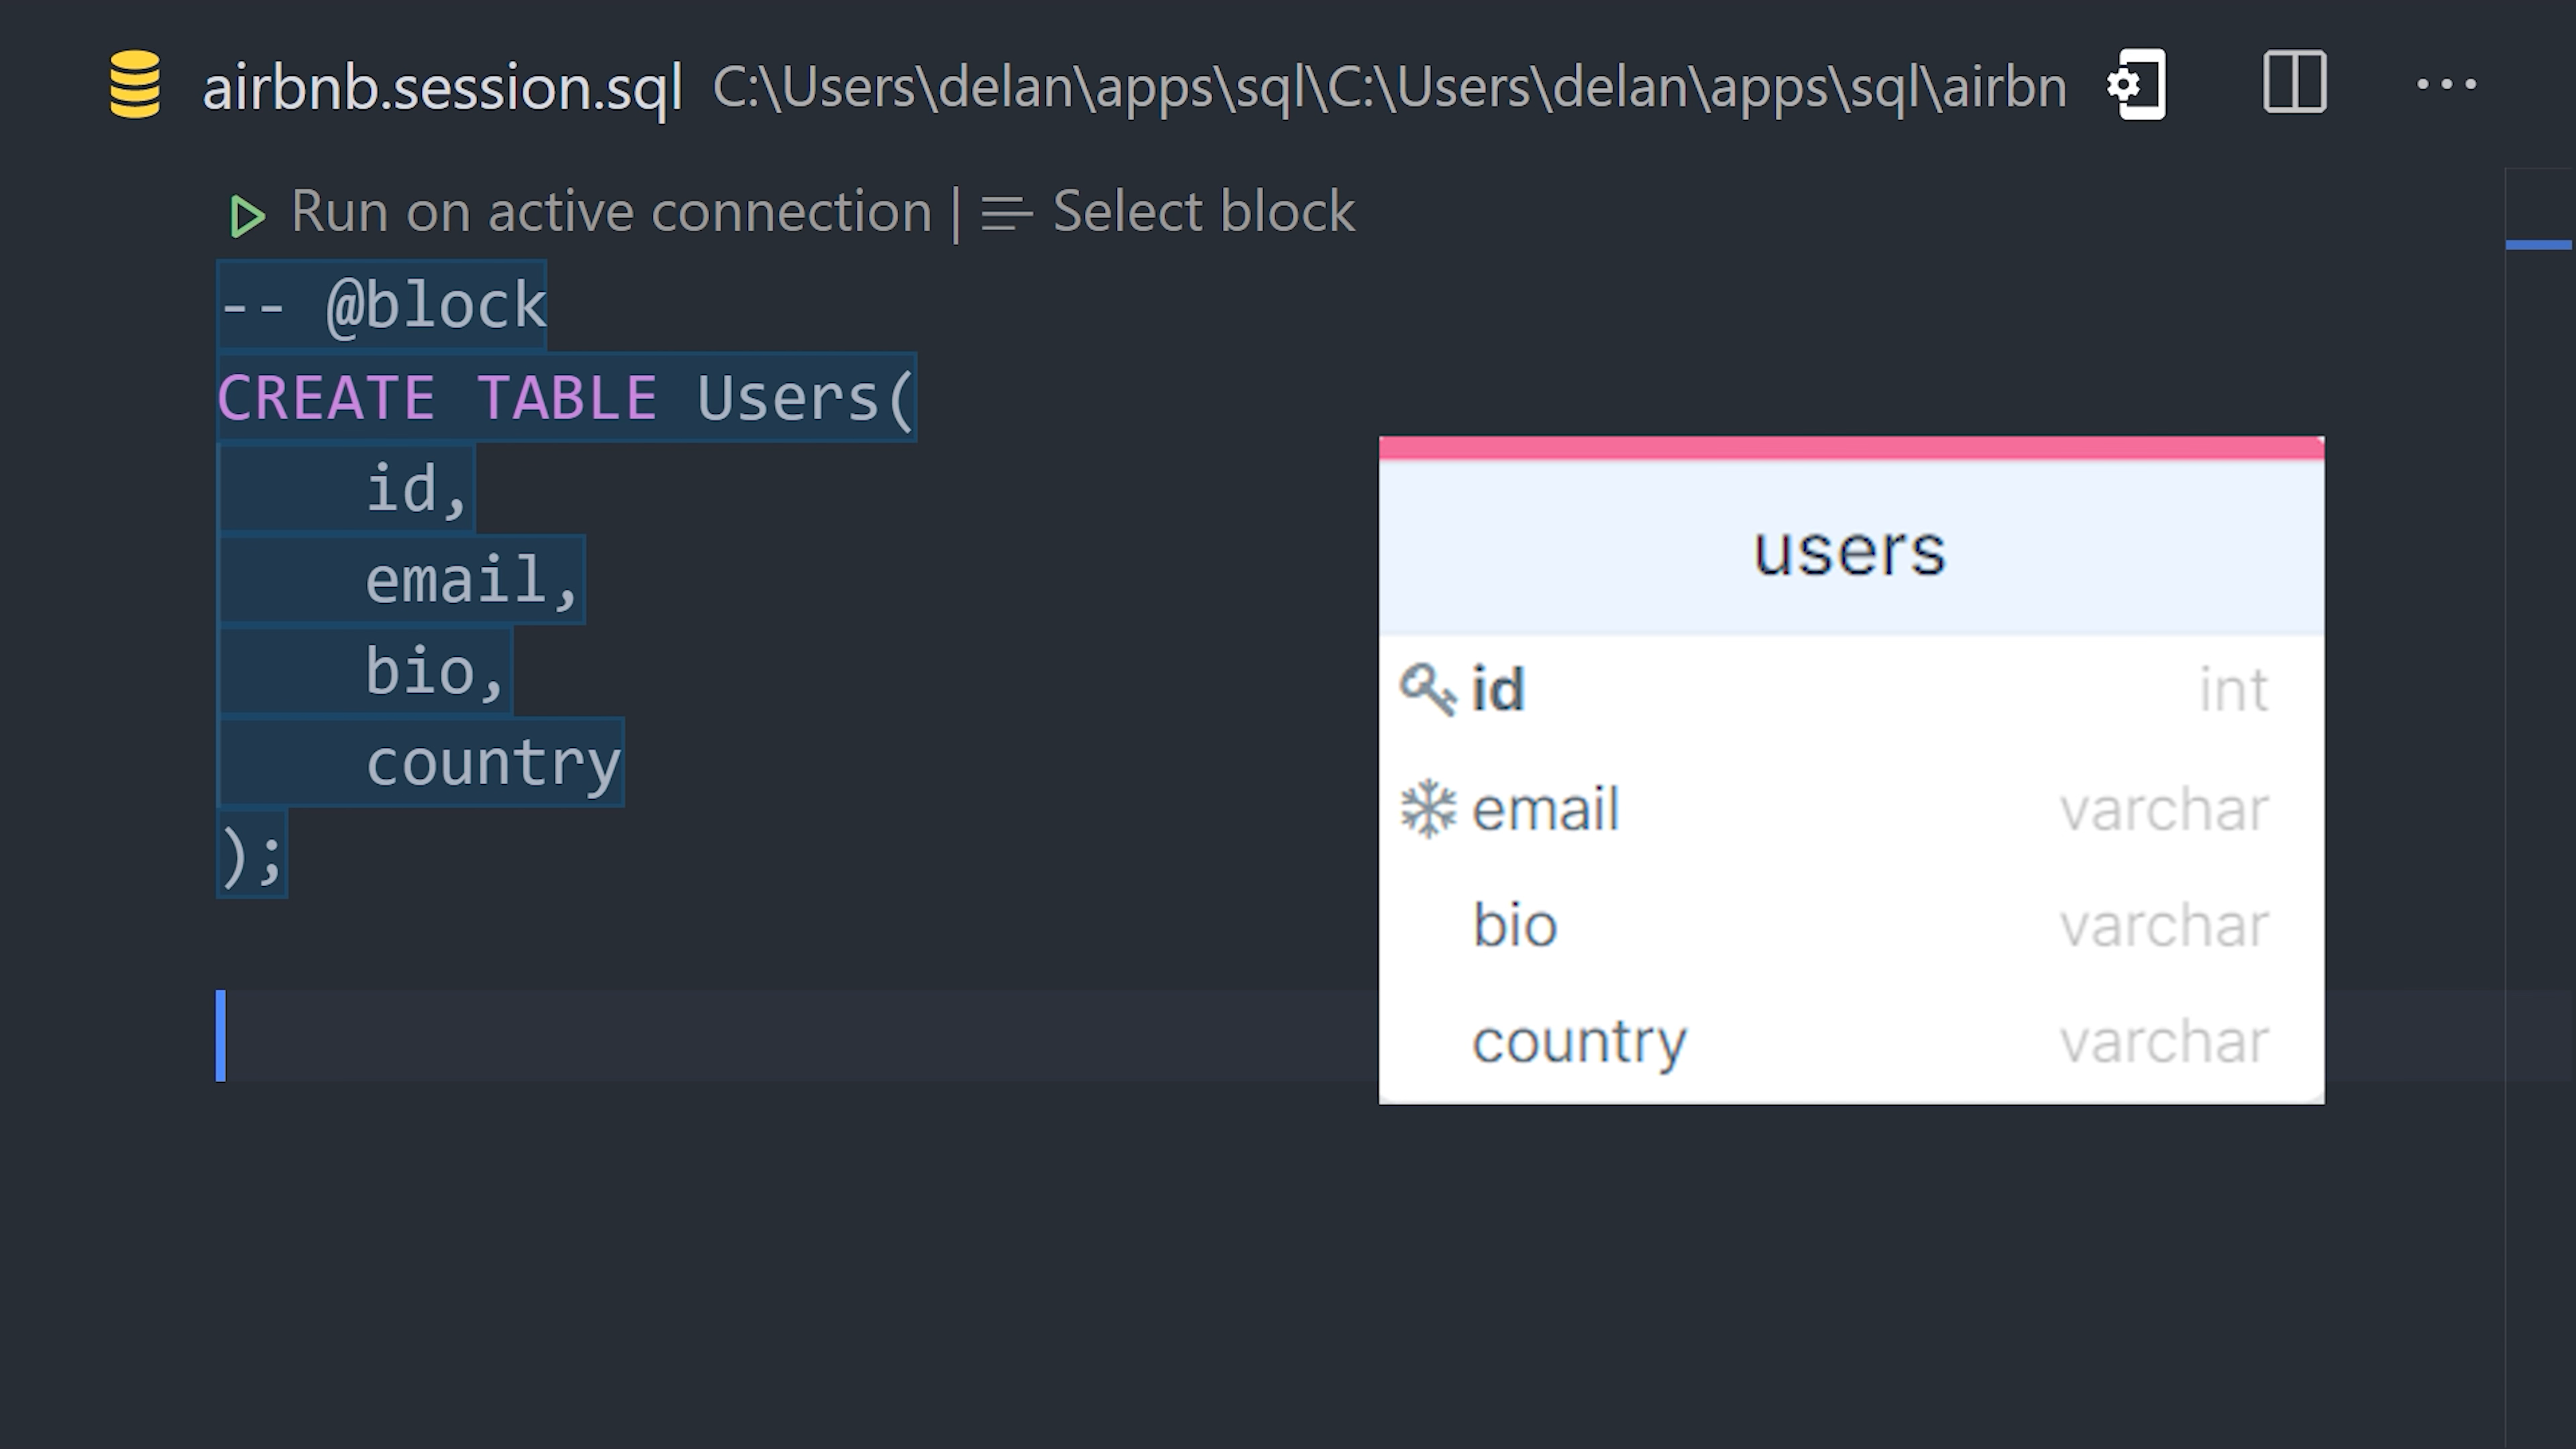 airbnb.session.sql C:\Users\delan\apps\sql\C:\Users\delan\apps\sql\airbn
Run on active connection | Select block
-- @block
CREATE TABLE Users(
    id,
    email,
    bio,
    country
);
users
id int
email varchar
bio varchar
country varchar